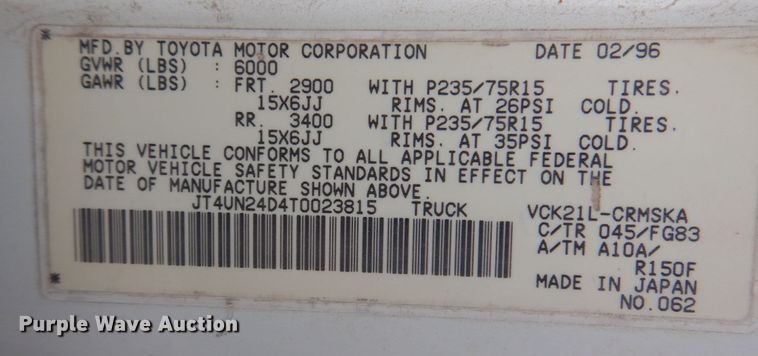 MFD.BY TOYOTA MOTOR CORPORATION DATE 02/96
GVWR (LBS) : 6000
GAWR (LBS) : FRT. 2900 WITH P235/75R15 TIRES.
15X6JJ RIMS. AT 26PSI COLD.
RR. 3400 WITH P235/75R15 TIRES.
15X6JJ RIMS. AT 35PSI COLD.
THIS VEHICLE CONFORMS TO ALL APPLICABLE FEDERAL
MOTOR VEHICLE SAFETY STANDARDS IN EFFECT ON THE
DATE OF MANUFACTURE SHOWN ABOVE.
JT4UN24D4T0023815 TRUCK VCK21L-CRMSKA
C/TR 045/FG83
A/TM A10A/
R150F
MADE IN JAPAN
NO.062
Purple Wave Auction